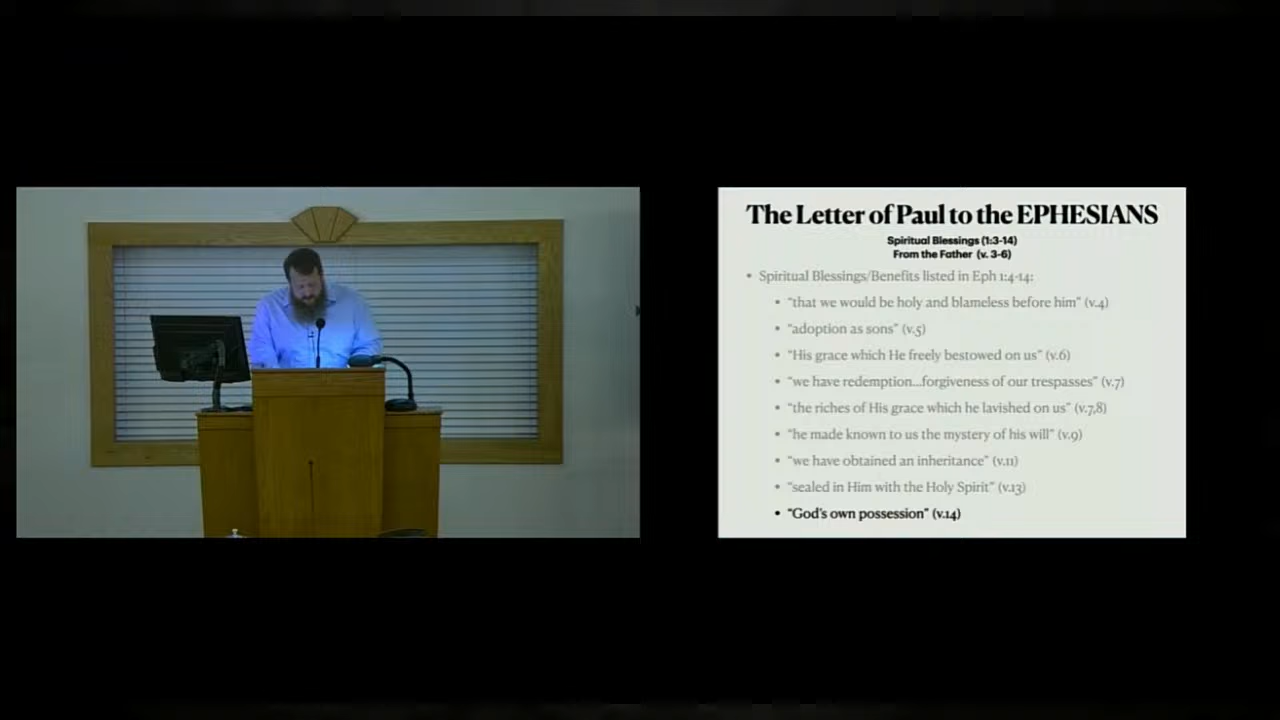 The Letter of Paul to the EPHESIANS
Spiritual Blessings (1:3-14)
From the Father (v. 3-6)
• Spiritual Blessings/Benefits listed in Eph 1:4-14:
• “that we would be holy and blameless before him” (v.4)
• “adoption as sons” (v.5)
• “His grace which He freely bestowed on us” (v.6)
• “we have redemption...forgiveness of our trespasses” (v.7)
• “the riches of His grace which he lavished on us” (v.7,8)
• “he made known to us the mystery of his will” (v.9)
• “we have obtained an inheritance” (v.11)
• “sealed in Him with the Holy Spirit” (v.13)
• “God’s own possession” (v.14)